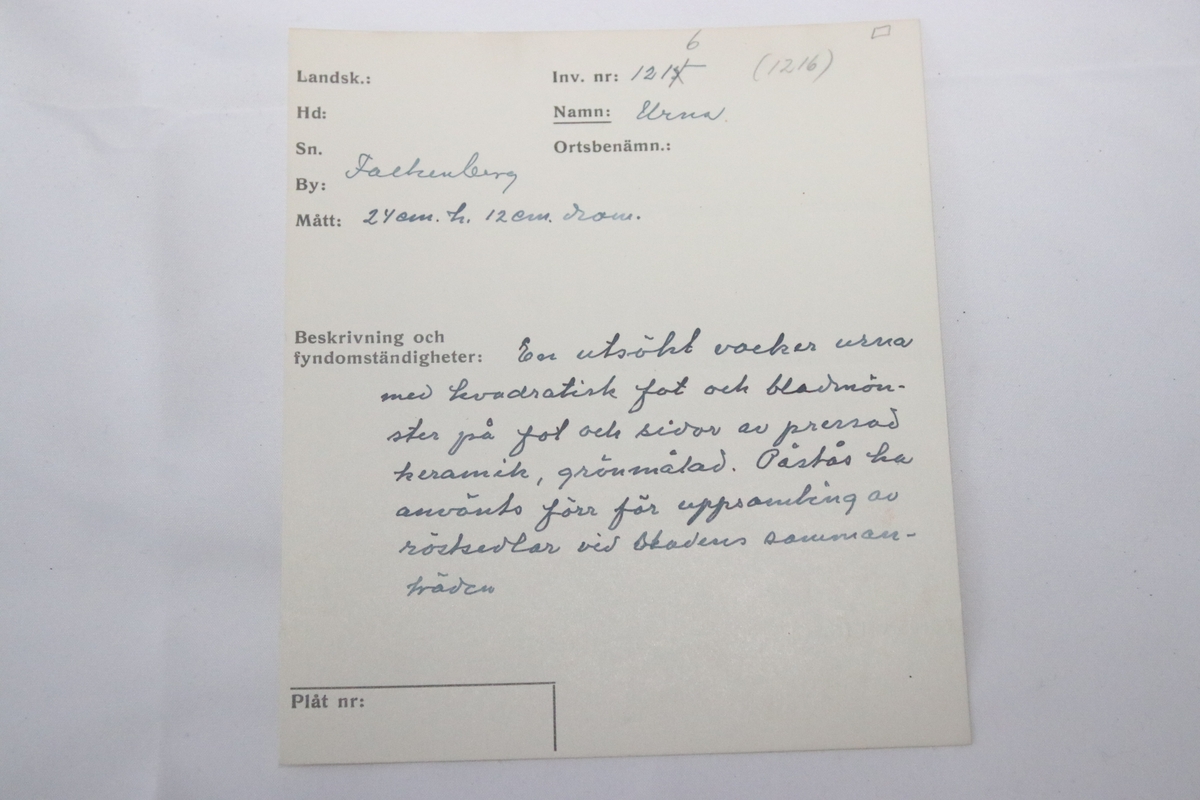 Landsk.:
Inv. nr: 1215 6 (1216)
Hd:
Namn: Urna.
Sn.
Ortsbenämn.:
By: Falkenberg
Mått: 24 cm. h. 12 cm. diam.
Beskrivning och
fyndomständigheter: En utsökt vacker urna
med kvadratisk fot och bladmön-
ster på fot och sidor av pressad
keramik, grönmålad. Påstås ha
använts förr för uppsamling av
röstsedlar vid stadens samman-
träden
Plåt nr: